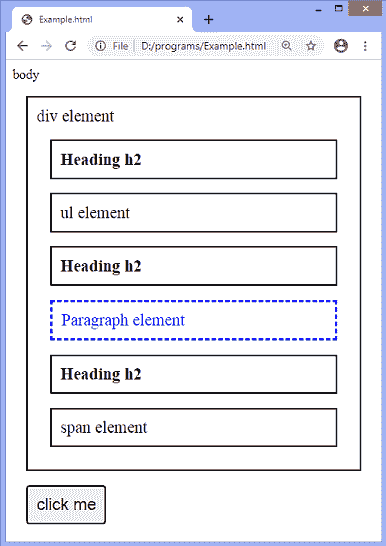 Example.html
File | D:/programs/Example.html
body
div element
Heading h2
ul element
Heading h2
Paragraph element
Heading h2
span element
click me